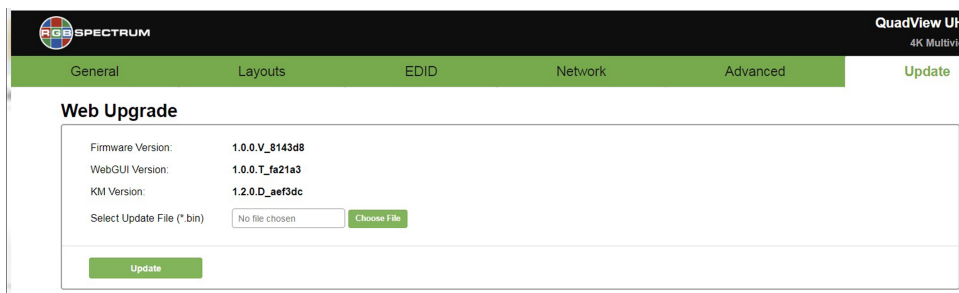 RGB SPECTRUM
QuadView UH
4K Multivi
General Layouts EDID Network Advanced Update
Web Upgrade
Firmware Version: 1.0.0.V_8143d8
WebGUI Version: 1.0.0.T_fa21a3
KM Version: 1.2.0.D_aef3dc
Select Update File (*.bin) No file chosen Choose File
Update